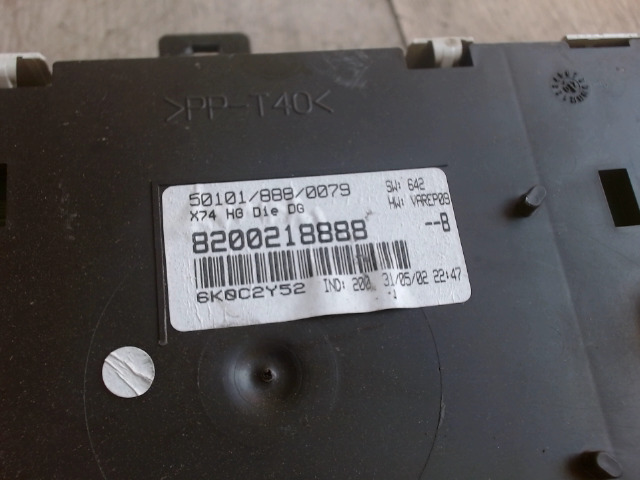 >PP-T40<
50101/888/0079
SW: 642
X74 HG Die DG
HW: VAREP09
8200218888
--B
6K0C2Y52 IND: 200 31/05/02 22:47